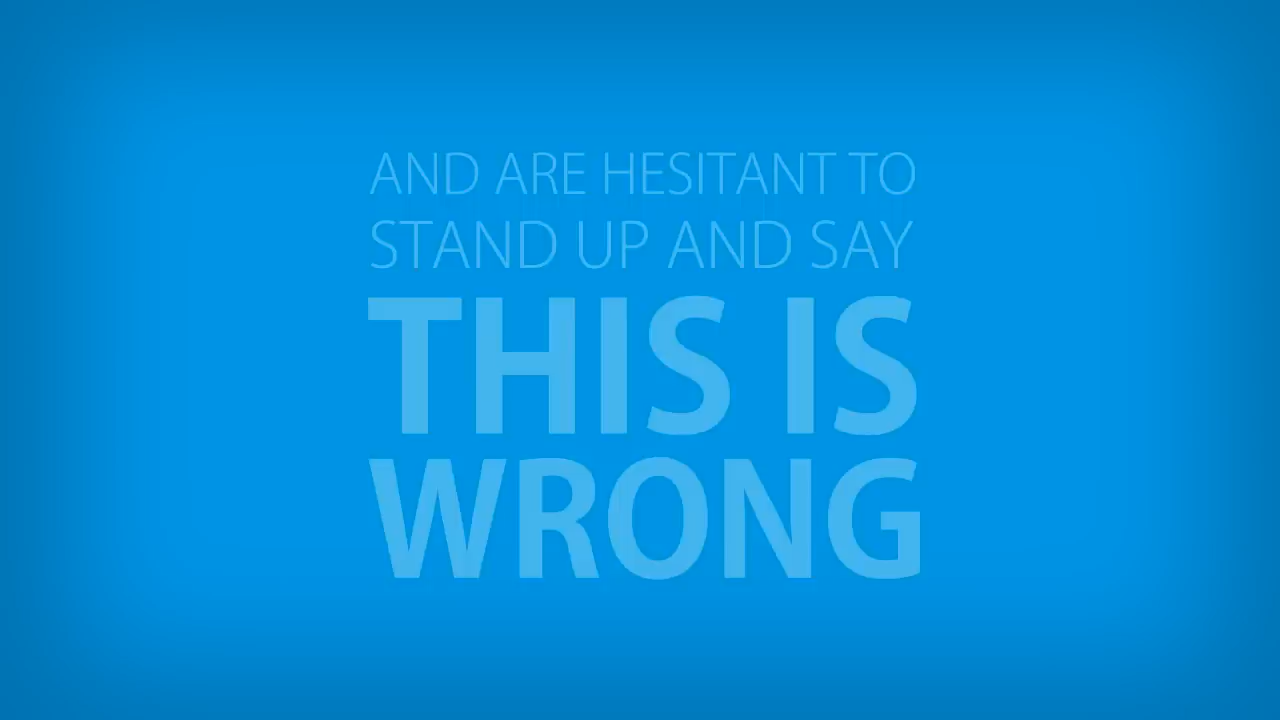 AND ARE HESITANT TO
STAND UP AND SAY
THIS IS
WRONG